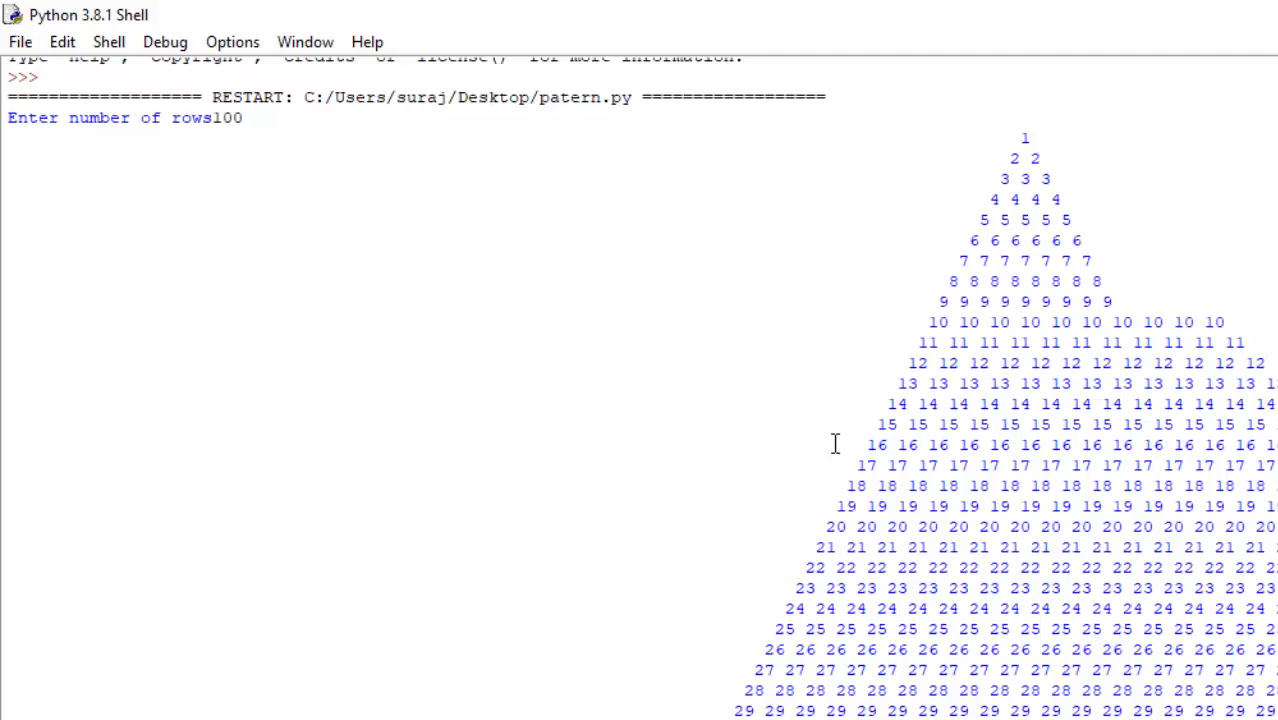 Python 3.8.1 Shell
File Edit Shell Debug Options Window Help
Type "help", "copyright", "credits" or "license()" for more information.
>>>
=================== RESTART: C:/Users/suraj/Desktop/patern.py ==================
Enter number of rows100
1
2 2
3 3 3
4 4 4 4
5 5 5 5 5
6 6 6 6 6 6
7 7 7 7 7 7 7
8 8 8 8 8 8 8 8
9 9 9 9 9 9 9 9 9
10 10 10 10 10 10 10 10 10 10
11 11 11 11 11 11 11 11 11 11 11
12 12 12 12 12 12 12 12 12 12 12 12
13 13 13 13 13 13 13 13 13 13 13 13
14 14 14 14 14 14 14 14 14 14 14 14 14
15 15 15 15 15 15 15 15 15 15 15 15 15
16 16 16 16 16 16 16 16 16 16 16 16 16
17 17 17 17 17 17 17 17 17 17 17 17 17 17
18 18 18 18 18 18 18 18 18 18 18 18 18 18
19 19 19 19 19 19 19 19 19 19 19 19 19 19
20 20 20 20 20 20 20 20 20 20 20 20 20 20 20
21 21 21 21 21 21 21 21 21 21 21 21 21 21 21
22 22 22 22 22 22 22 22 22 22 22 22 22 22 22
23 23 23 23 23 23 23 23 23 23 23 23 23 23 23 23
24 24 24 24 24 24 24 24 24 24 24 24 24 24 24 24
25 25 25 25 25 25 25 25 25 25 25 25 25 25 25 25
26 26 26 26 26 26 26 26 26 26 26 26 26 26 26 26 26
27 27 27 27 27 27 27 27 27 27 27 27 27 27 27 27 27
28 28 28 28 28 28 28 28 28 28 28 28 28 28 28 28 28
29 29 29 29 29 29 29 29 29 29 29 29 29 29 29 29 29 29